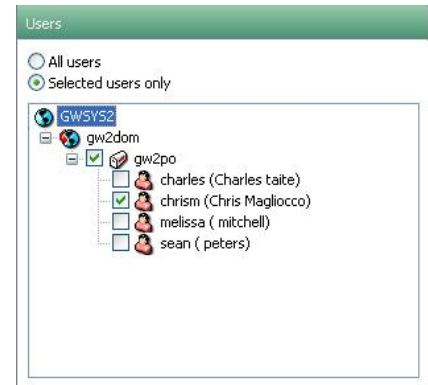 Users
All users
Selected users only
GWSYS2
gw2dom
gw2po
charles (Charles taite)
chrism (Chris Magliocco)
melissa ( mitchell)
sean ( peters)